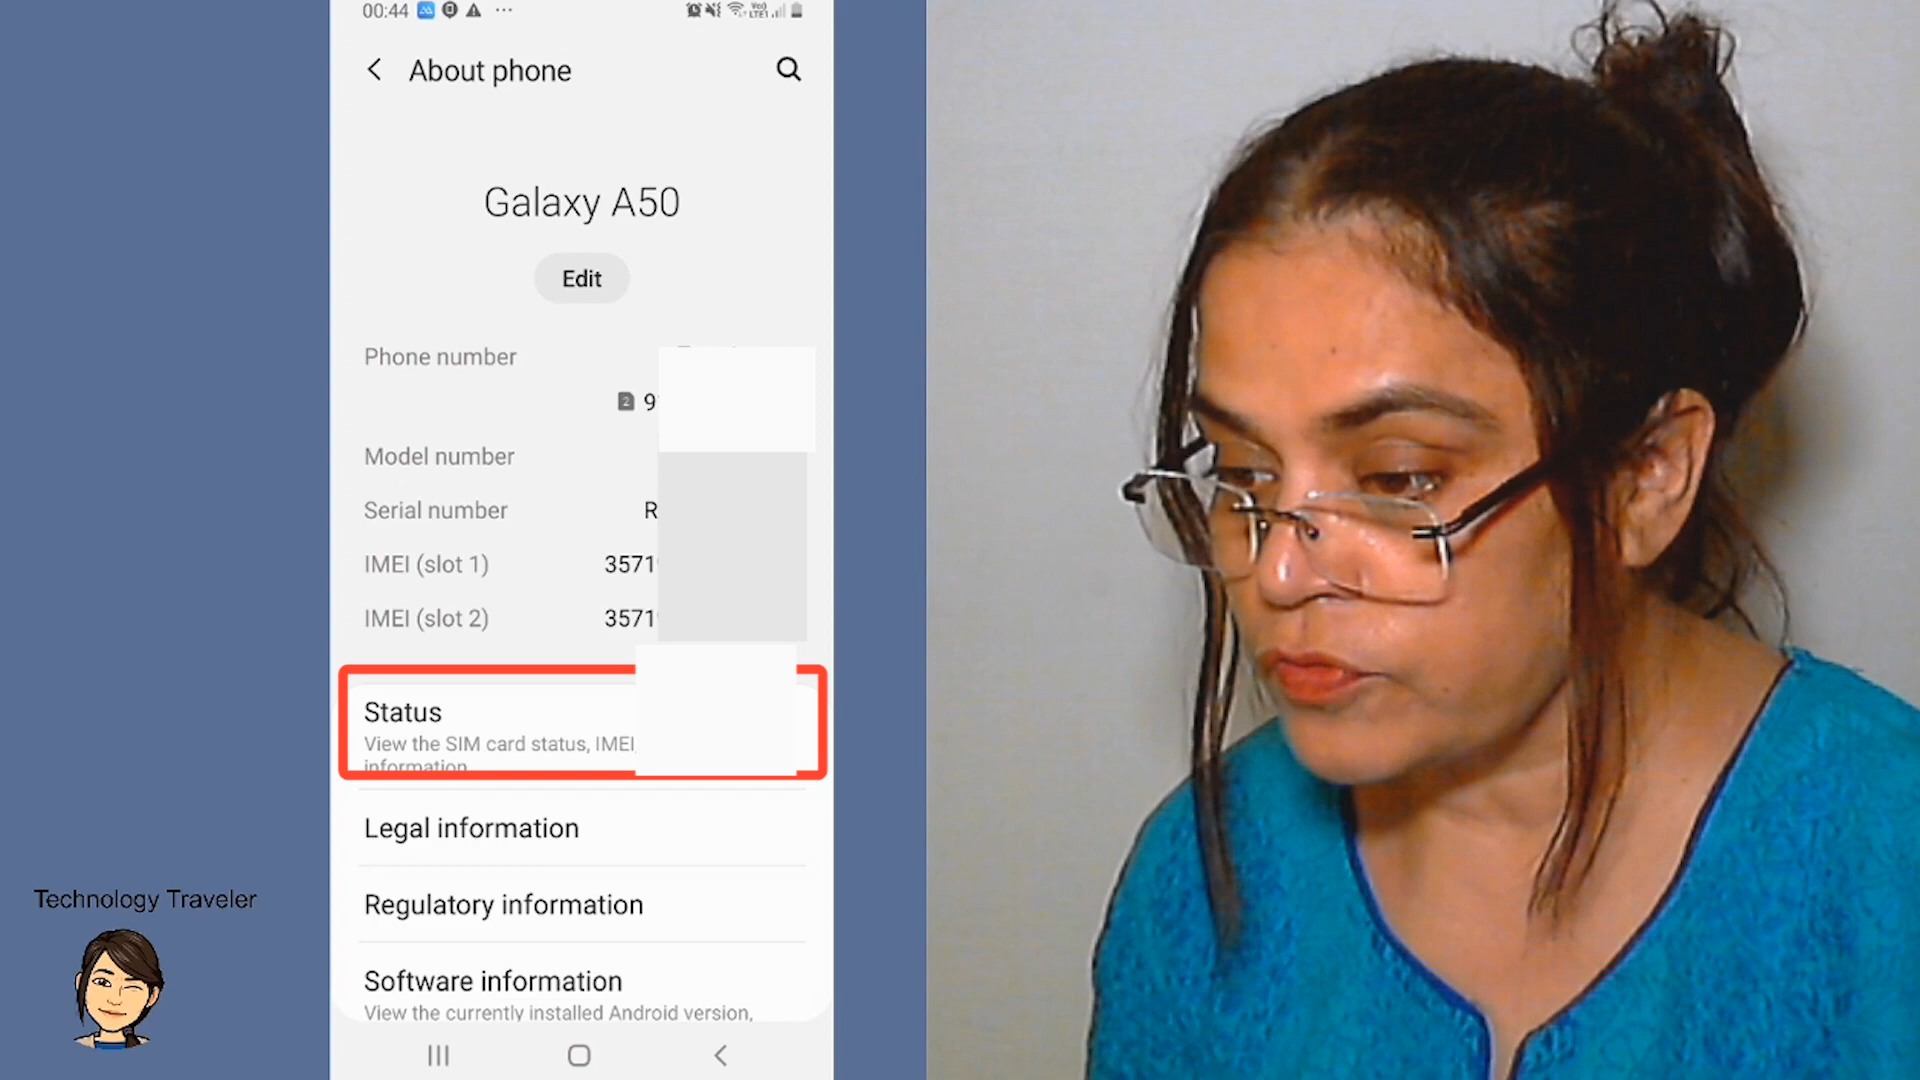 00:44
About phone
Galaxy A50
Edit
Phone number
2 9
Model number
Serial number R
IMEI (slot 1) 3571
IMEI (slot 2) 3571
Status
View the SIM card status, IMEI,
information
Legal information
Regulatory information
Software information
View the currently installed Android version,
Technology Traveler